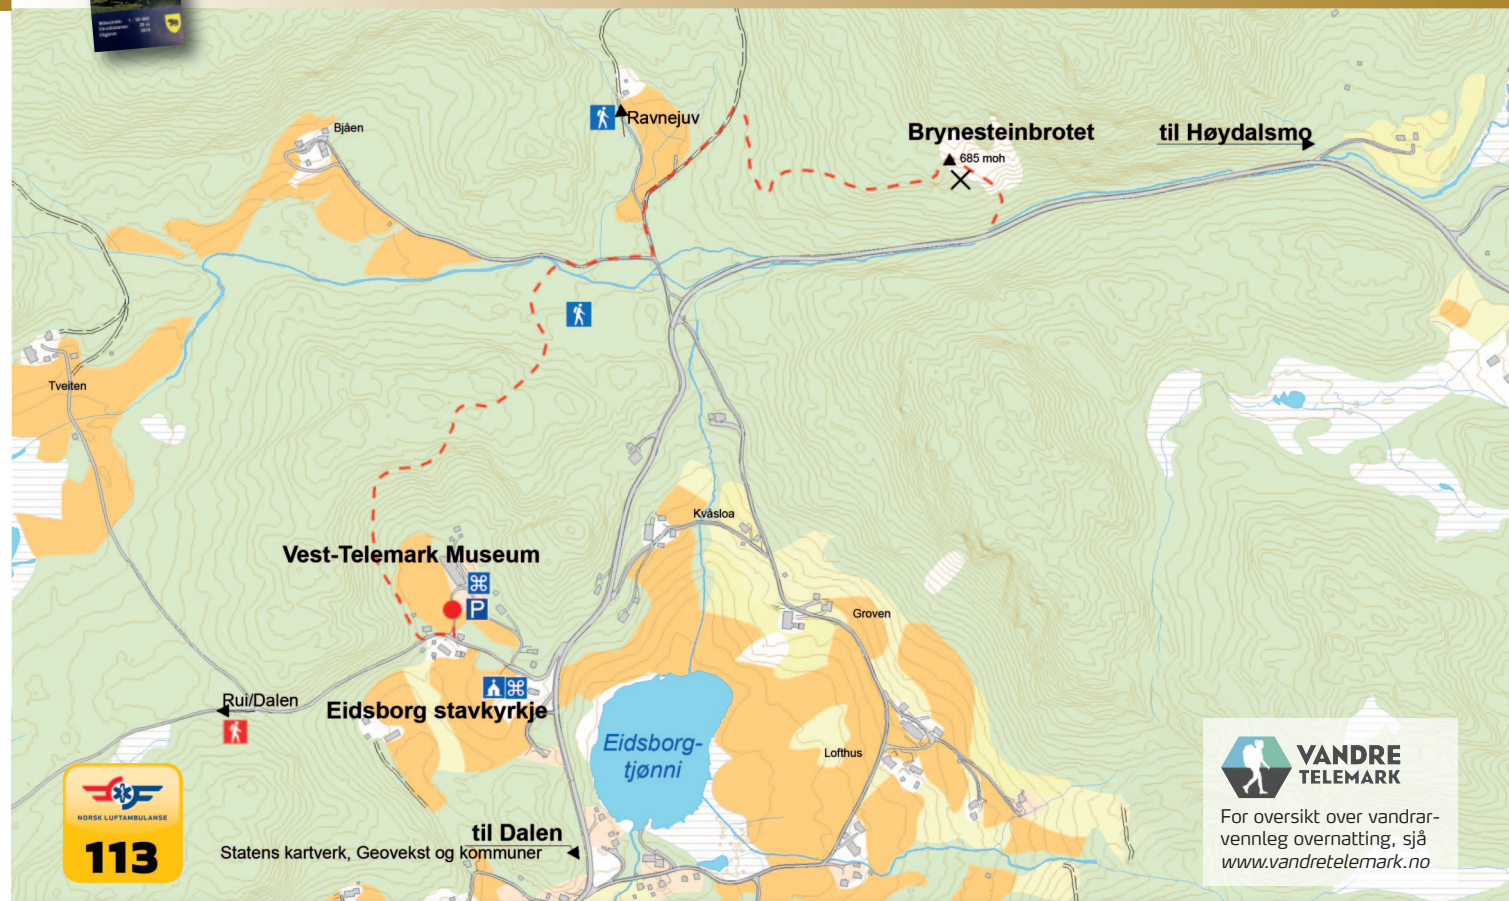 Bjåen
Ravnejuv
Brynesteinbrotet
685 moh
til Høydalsmo
Tveiten
Kvåsloa
Vest-Telemark Museum
P
Groven
Rui/Dalen
Eidsborg stavkyrkje
Eidsborg-
tjønni
Lofthus
til Dalen
Statens kartverk, Geovekst og kommuner
NORSK LUFTAMBULANSE
113
VANDRE
TELEMARK
For oversikt over vandrar-
vennleg overnatting, sjå
www.vandretelemark.no